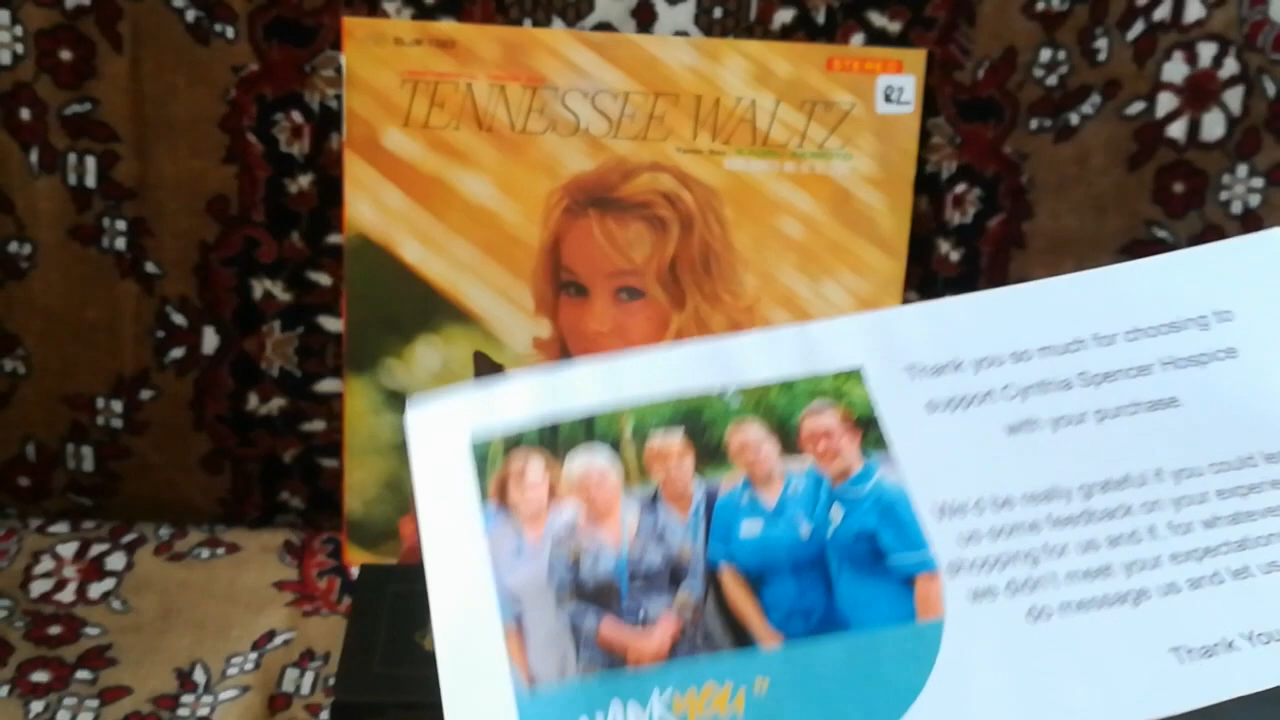 STEREO
TENNESSEE WALTZ
R2
Thank you so much for choosing to
support Cynthia Spencer Hospice
with your purchase.
We'd be really grateful if you could
us some feedback on your
shopping for us and if, for whatever
we didn't meet your expectations
do message us and let us
Thank You
YOU"